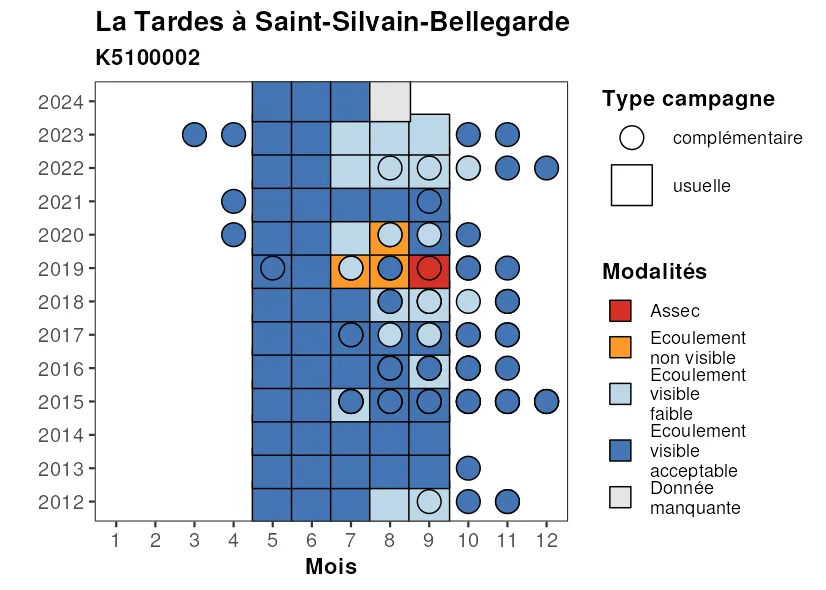 La Tardes à Saint-Silvain-Bellegarde
K5100002
2024
2023
2022
2021
2020
2019
2018
2017
2016
2015
2014
2013
2012
1 2 3 4 5 6 7 8 9 10 11 12
Mois
Type campagne
complémentaire
usuelle
Modalités
Assec
Ecoulement
non visible
Ecoulement
visible
faible
Ecoulement
visible
acceptable
Donnée
manquante